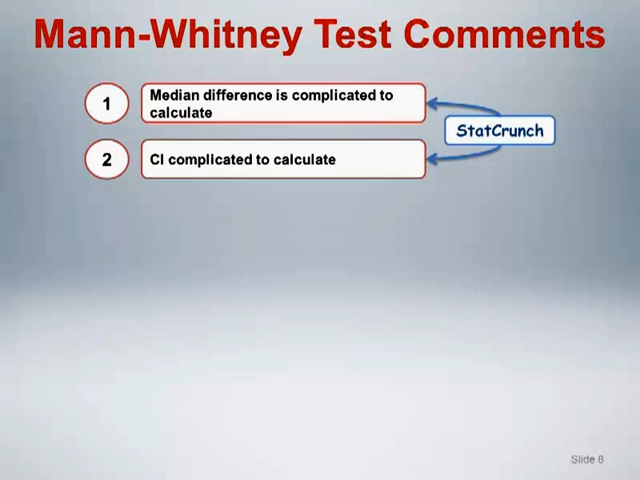 Mann-Whitney Test Comments
1
Median difference is complicated to
calculate
StatCrunch
2
CI complicated to calculate
Slide 6